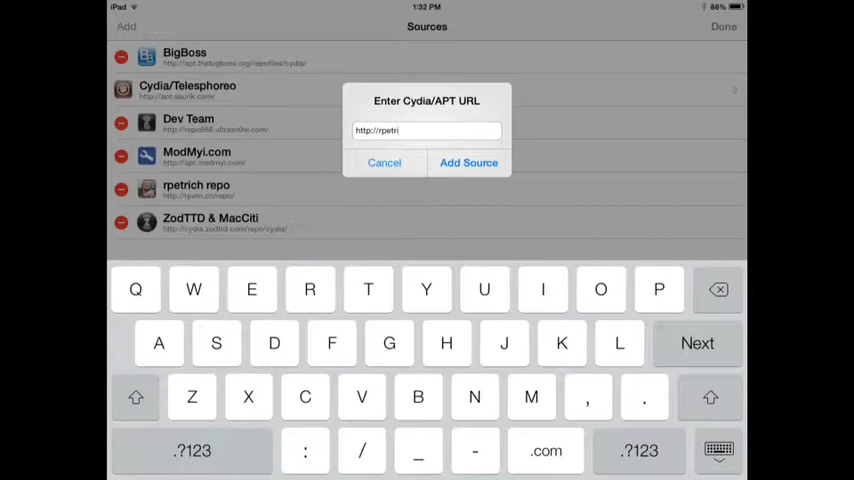 iPad
1:32 PM
88%
Add
Sources
Done
BigBoss
http://apt.thebigboss.org/repofiles/cydia/
Cydia/Telesphoreo
http://apt.saurik.com/
Dev Team
http://repo666.ultrasn0w.com/
ModMyi.com
http://apt.modmyi.com/
rpetrich repo
http://rpetri.ch/repo/
ZodTTD & MacCiti
http://cydia.zodttd.com/repo/cydia/
Enter Cydia/APT URL
http://rpetri
Cancel
Add Source
Q W E R T Y U I O P
A S D F G H J K L Next
Z X C V B N M , .
.?123 : / _ - .com .?123